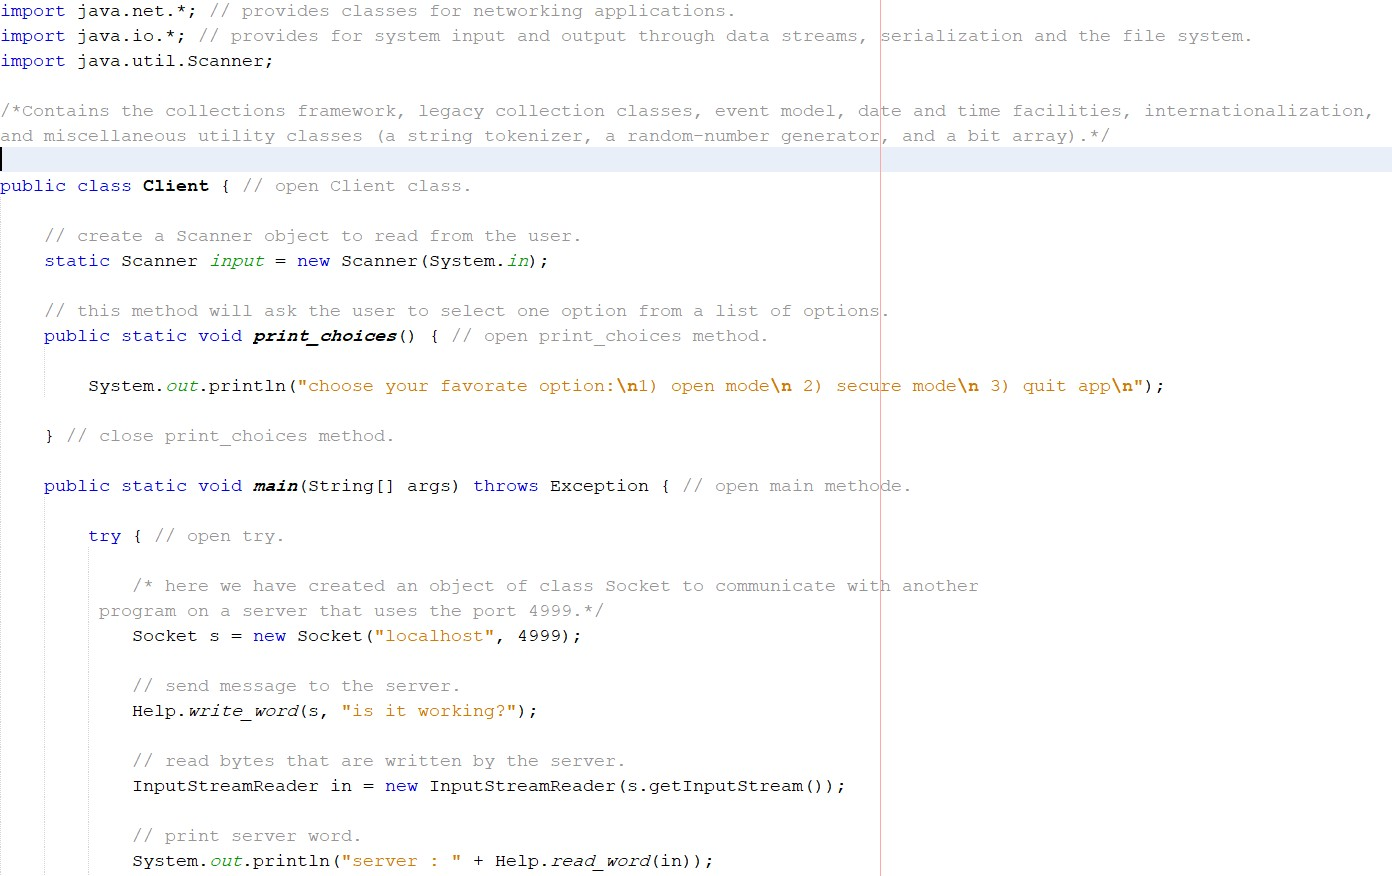 import java.net.*; // provides classes for networking applications.
import java.io.*; // provides for system input and output through data streams, serialization and the file system.
import java.util.Scanner;
/*Contains the collections framework, legacy collection classes, event model, date and time facilities, internationalization,
and miscellaneous utility classes (a string tokenizer, a random-number generator, and a bit array).*/
public class Client { // open Client class.
// create a Scanner object to read from the user.
static Scanner input = new Scanner(System.in);
// this method will ask the user to select one option from a list of options.
public static void print_choices() { // open print_choices method.
System.out.println("choose your favorate option:\n1) open mode\n 2) secure mode\n 3) quit app\n");
} // close print_choices method.
public static void main(String[] args) throws Exception { // open main methode.
try { // open try.
/* here we have created an object of class Socket to communicate with another
program on a server that uses the port 4999.*/
Socket s = new Socket("localhost", 4999);
// send message to the server.
Help.write_word(s, "is it working?");
// read bytes that are written by the server.
InputStreamReader in = new InputStreamReader(s.getInputStream());
// print server word.
System.out.println("server : " + Help.read_word(in));